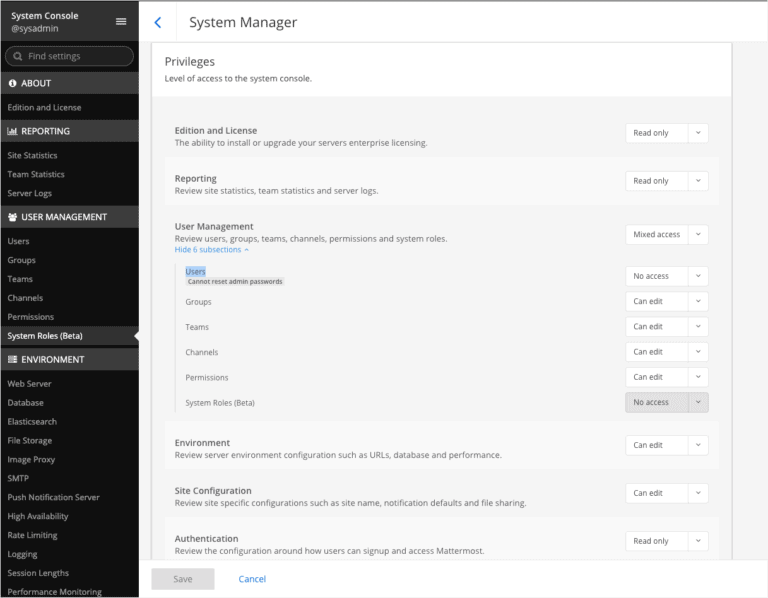 System Console
@sysadmin
Find settings
ABOUT
Edition and License
REPORTING
Site Statistics
Team Statistics
Server Logs
USER MANAGEMENT
Users
Groups
Teams
Channels
Permissions
System Roles (Beta)
ENVIRONMENT
Web Server
Database
Elasticsearch
File Storage
Image Proxy
SMTP
Push Notification Server
High Availability
Rate Limiting
Logging
Session Lengths
Performance Monitoring
System Manager
Privileges
Level of access to the system console.
Edition and License
The ability to install or upgrade your servers enterprise licensing.
Read only
Reporting
Review site statistics, team statistics and server logs.
Read only
User Management
Review users, groups, teams, channels, permissions and system roles.
Hide 6 subsections
Mixed access
Users
Cannot reset admin passwords
No access
Groups
Can edit
Teams
Can edit
Channels
Can edit
Permissions
Can edit
System Roles (Beta)
No access
Environment
Review server environment configuration such as URLs, database and performance.
Can edit
Site Configuration
Review site specific configurations such as site name, notification defaults and file sharing.
Can edit
Authentication
Review the configuration around how users can signup and access Mattermost.
Read only
Save
Cancel